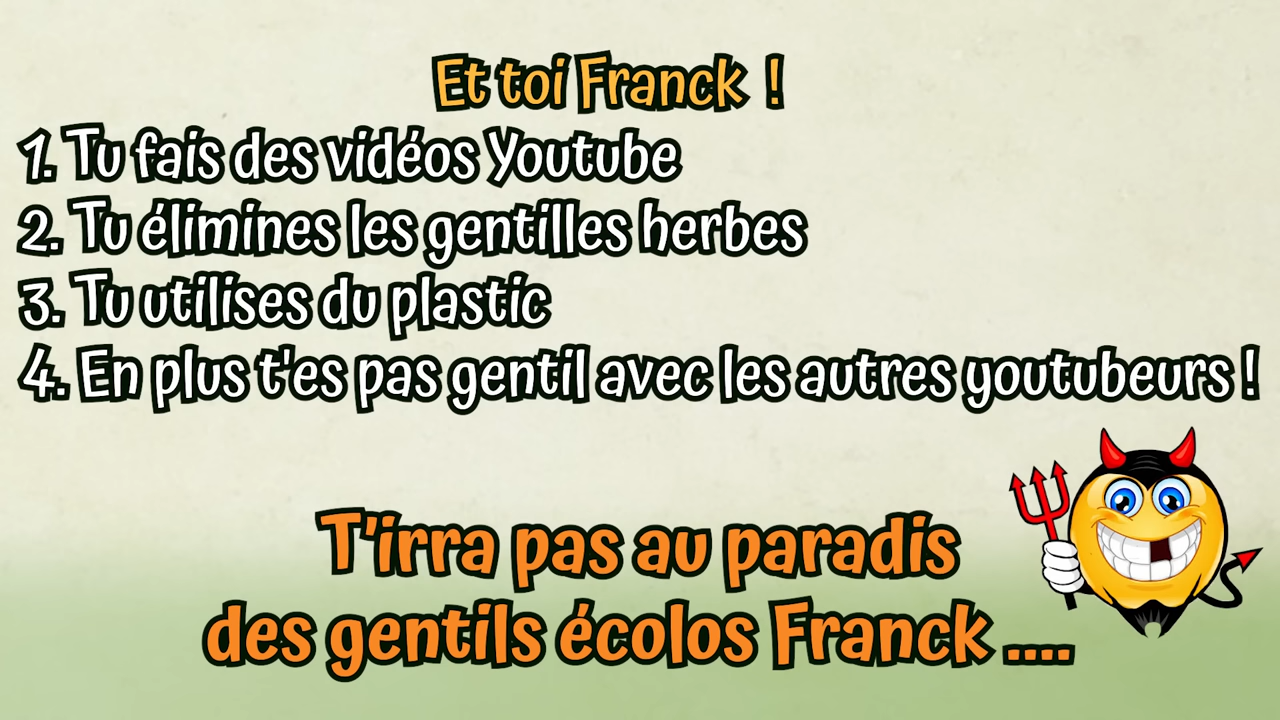 Et toi Franck !
1. Tu fais des vidéos Youtube
2. Tu élimines les gentilles herbes
3. Tu utilises du plastic
4. En plus t'es pas gentil avec les autres youtubeurs !
T'irra pas au paradis
des gentils écolos Franck ....